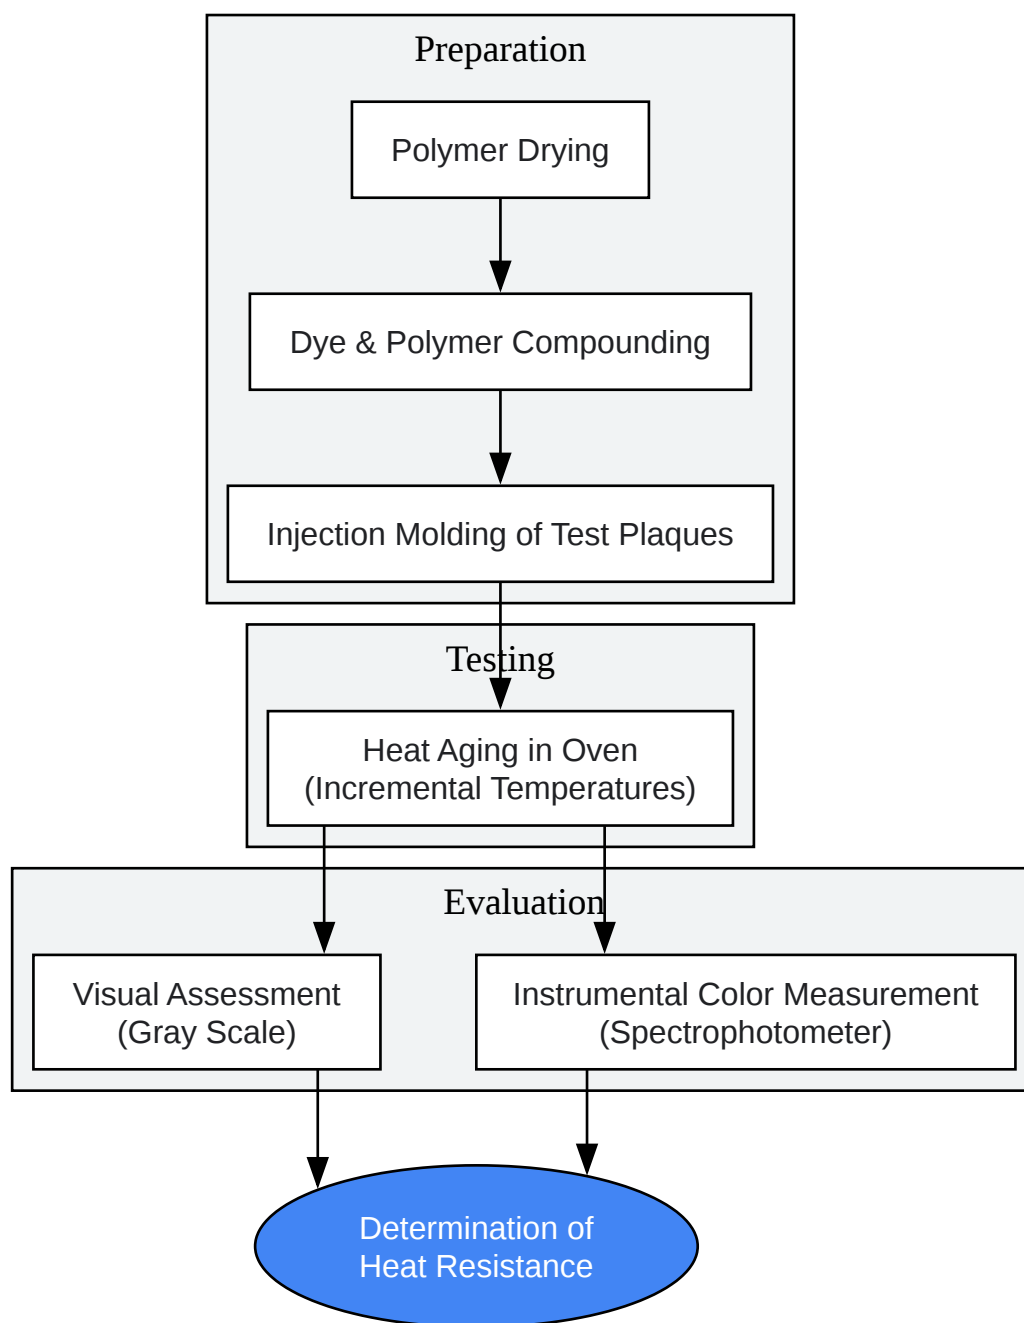 Preparation
Polymer Drying
Dye & Polymer Compounding
Injection Molding of Test Plaques
Testing
Heat Aging in Oven
(Incremental Temperatures)
Evaluation
Visual Assessment
(Gray Scale)
Instrumental Color Measurement
(Spectrophotometer)
Determination of
Heat Resistance